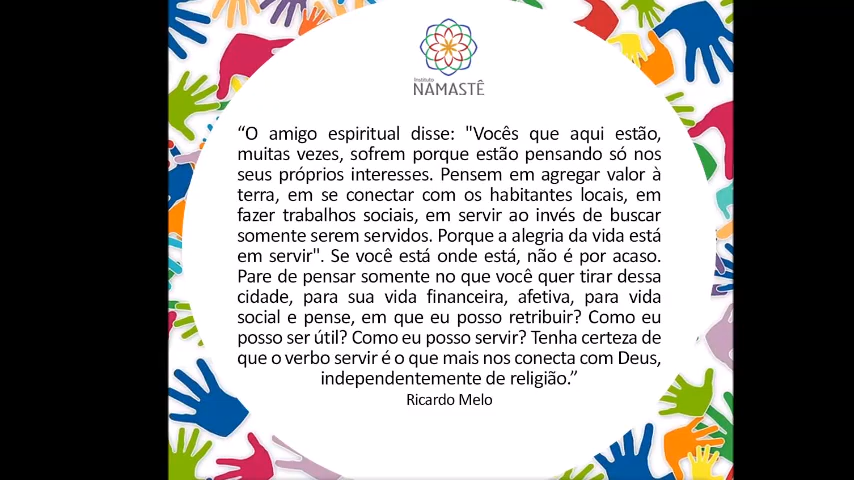 Instituto
NAMASTÊ
“O amigo espiritual disse: "Vocês que aqui estão,
muitas vezes, sofrem porque estão pensando só nos
seus próprios interesses. Pensem em agregar valor à
terra, em se conectar com os habitantes locais, em
fazer trabalhos sociais, em servir ao invés de buscar
somente serem servidos. Porque a alegria da vida está
em servir". Se você está onde está, não é por acaso.
Pare de pensar somente no que você quer tirar dessa
cidade, para sua vida financeira, afetiva, para vida
social e pense, em que eu posso retribuir? Como eu
posso ser útil? Como eu posso servir? Tenha certeza de
que o verbo servir é o que mais nos conecta com Deus,
independentemente de religião.”
Ricardo Melo